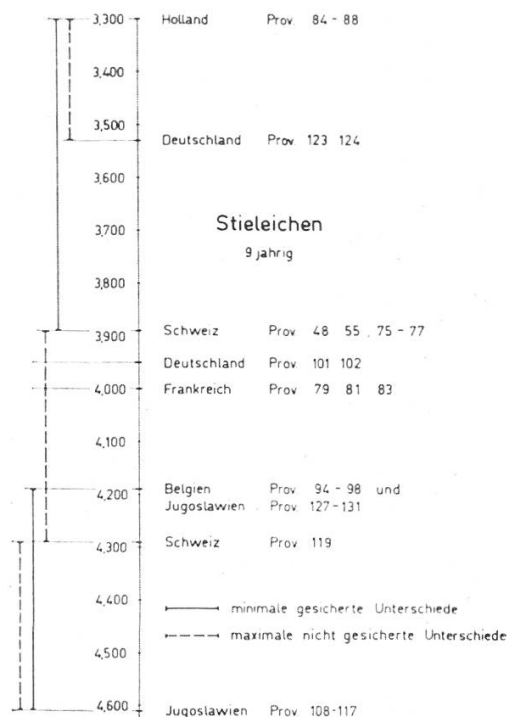 3,300 Holland Prov. 84 - 88
3,400
3,500
Deutschland Prov. 123 124
3,600
3,700
Stieleichen
9 jahrig
3,800
3,900 Schweiz Prov. 48 55 , 75 - 77
Deutschland Prov. 101 102
4,000 Frankreich Prov. 79 81 83
4,100
4,200 Belgien Prov. 94 - 98 und
Jugoslawien Prov. 127-131
4,300 Schweiz Prov. 119
4,400
minimale gesicherte Unterschiede
maximale nicht gesicherte Unterschiede
4,500
4,600 Jugoslawien Prov. 108-117